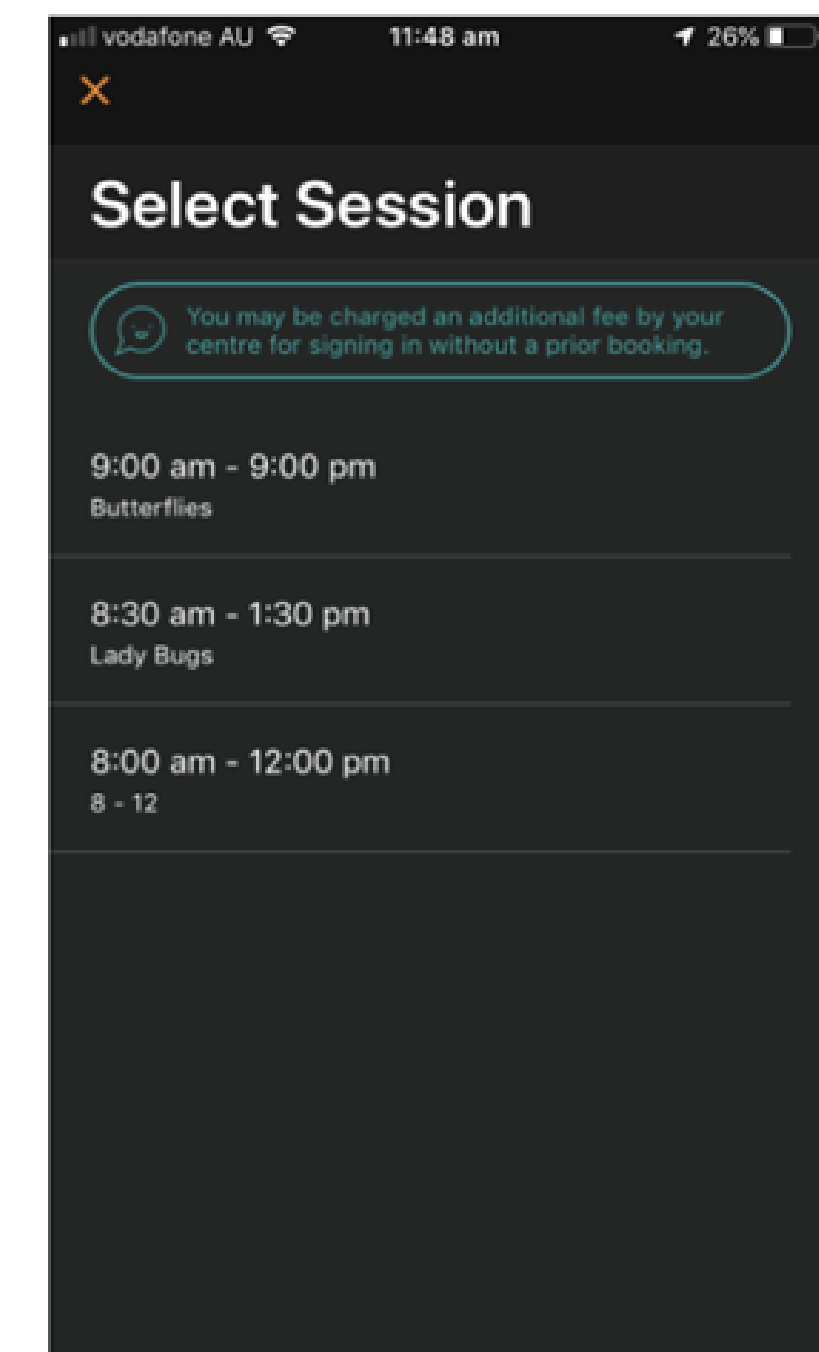 vodafone AU 11:48 am 26%
Select Session
You may be charged an additional fee by your
centre for signing in without a prior booking.
9:00 am - 9:00 pm
Butterflies
8:30 am - 1:30 pm
Lady Bugs
8:00 am - 12:00 pm
8 - 12